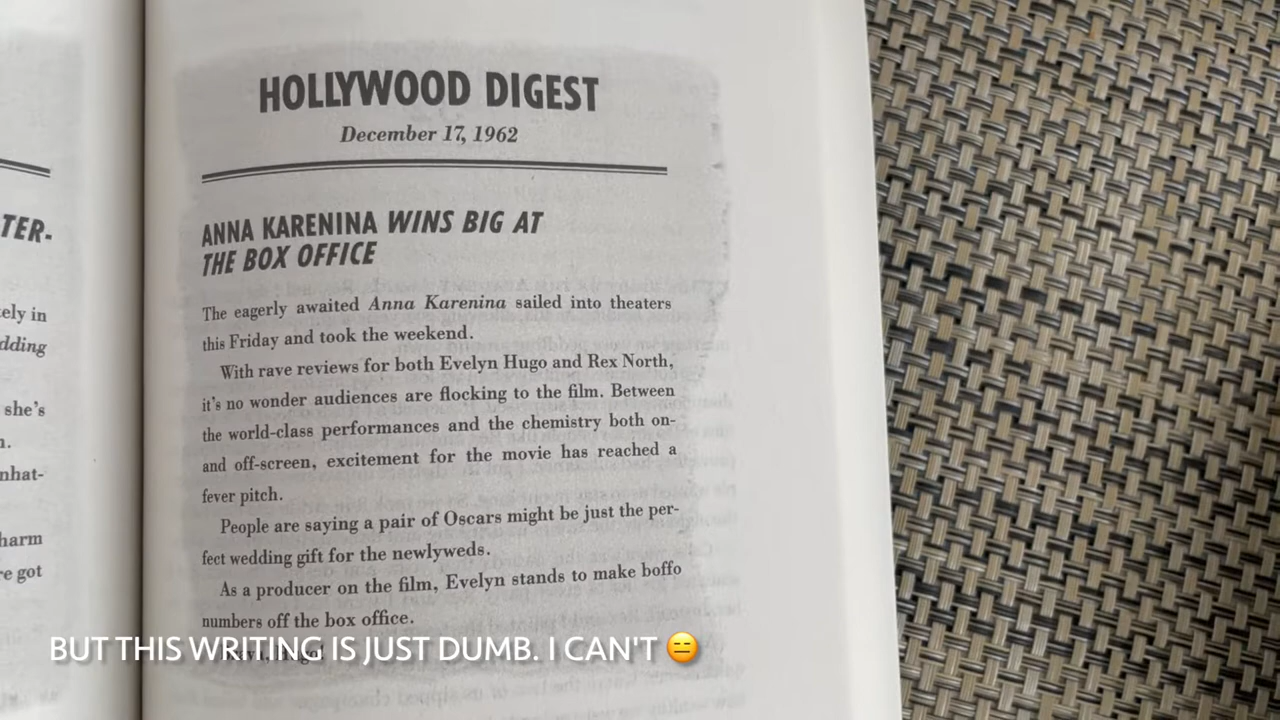 TER-
ely in
dding
she's
nhat-
harm
re got
HOLLYWOOD DIGEST
December 17, 1962
ANNA KARENINA WINS BIG AT
THE BOX OFFICE
The eagerly awaited Anna Karenina sailed into theaters
this Friday and took the weekend.
With rave reviews for both Evelyn Hugo and Rex North,
it's no wonder audiences are flocking to the film. Between
the world-class performances and the chemistry both on-
and off-screen, excitement for the movie has reached a
fever pitch.
People are saying a pair of Oscars might be just the per-
fect wedding gift for the newlyweds.
As a producer on the film, Evelyn stands to make boffo
numbers off the box office.
BUT THIS WRITING IS JUST DUMB. I CAN'T 😑